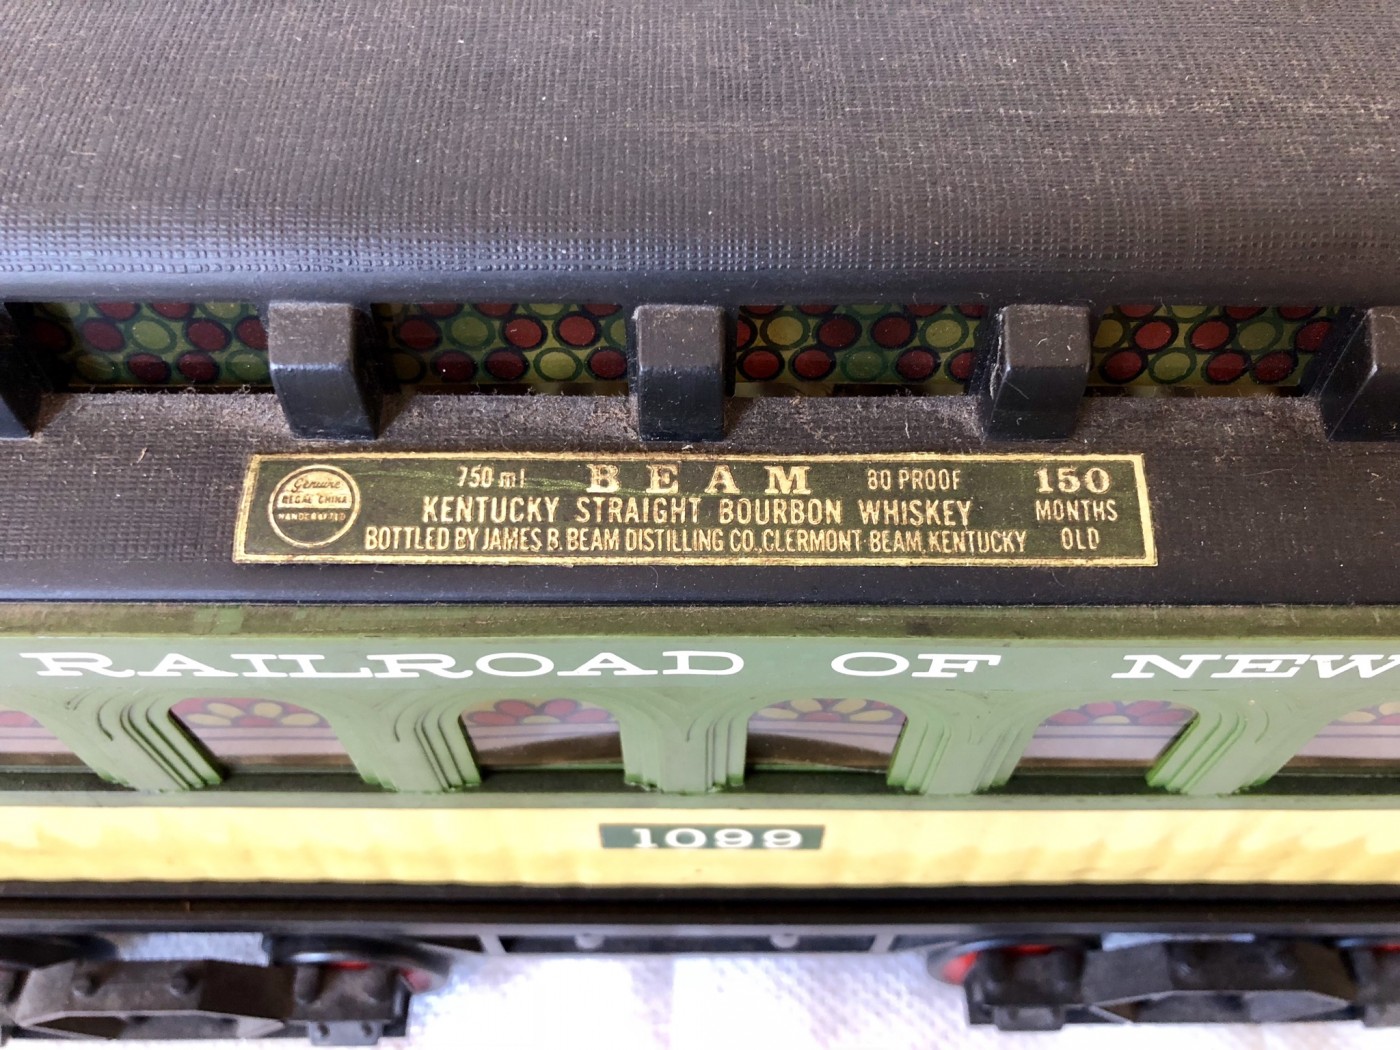 Genuine
REGAL CHINA
HANDCRAFTED
750 ml BEAM 80 PROOF 150
KENTUCKY STRAIGHT BOURBON WHISKEY MONTHS
BOTTLED BY JAMES B. BEAM DISTILLING CO., CLERMONT BEAM, KENTUCKY OLD
RAILROAD OF NEW
1099